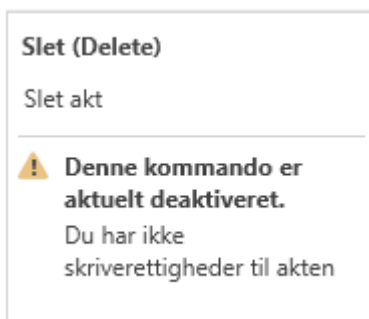 Slet (Delete)
Slet akt
Denne kommando er
aktuelt deaktiveret.
Du har ikke
skriverettigheder til akten